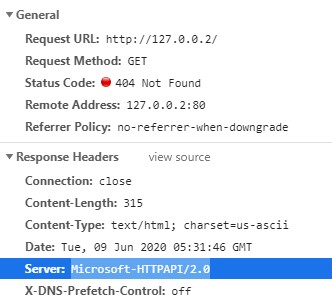 General
Request URL: http://127.0.0.2/
Request Method: GET
Status Code: 404 Not Found
Remote Address: 127.0.0.2:80
Referrer Policy: no-referrer-when-downgrade
Response Headers view source
Connection: close
Content-Length: 315
Content-Type: text/html; charset=us-ascii
Date: Tue, 09 Jun 2020 05:31:46 GMT
Server: Microsoft-HTTPAPI/2.0
X-DNS-Prefetch-Control: off